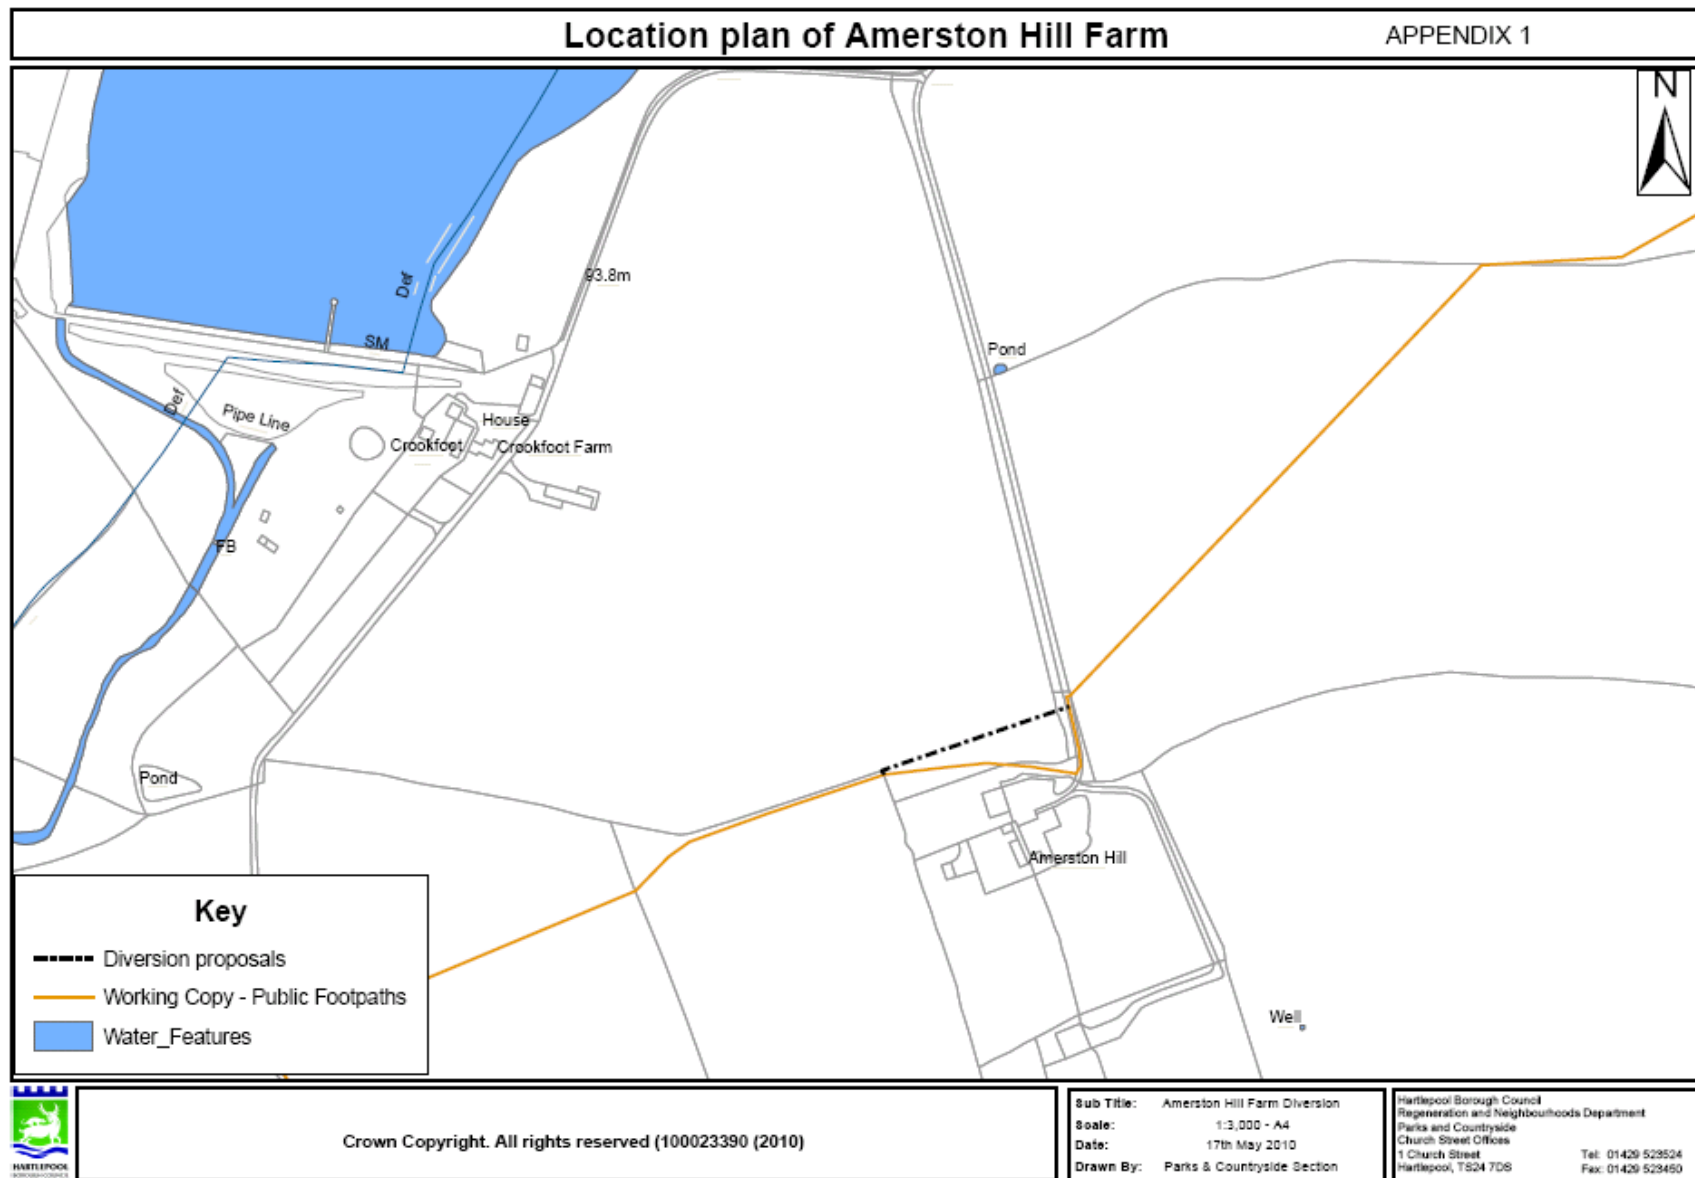 Location plan of Amerston Hill Farm
APPENDIX 1
N
93.8m
Def
SM
Pond
Def
Pipe Line
House
Crookfoot
Crookfoot Farm
FB
Pond
Amerston Hill
Well
Key
Diversion proposals
Working Copy - Public Footpaths
Water_Features
HARTLEPOOL
BOROUGH COUNCIL
Crown Copyright. All rights reserved (100023390 (2010)
Sub Title: Amerston Hill Farm Diversion
Scale: 1:3,000 - A4
Date: 17th May 2010
Drawn By: Parks & Countryside Section
Hartlepool Borough Council
Regeneration and Neighbourhoods Department
Parks and Countryside
Church Street Offices
1 Church Street Tel: 01429 523524
Hartlepool, TS24 7DS Fax: 01429 523450